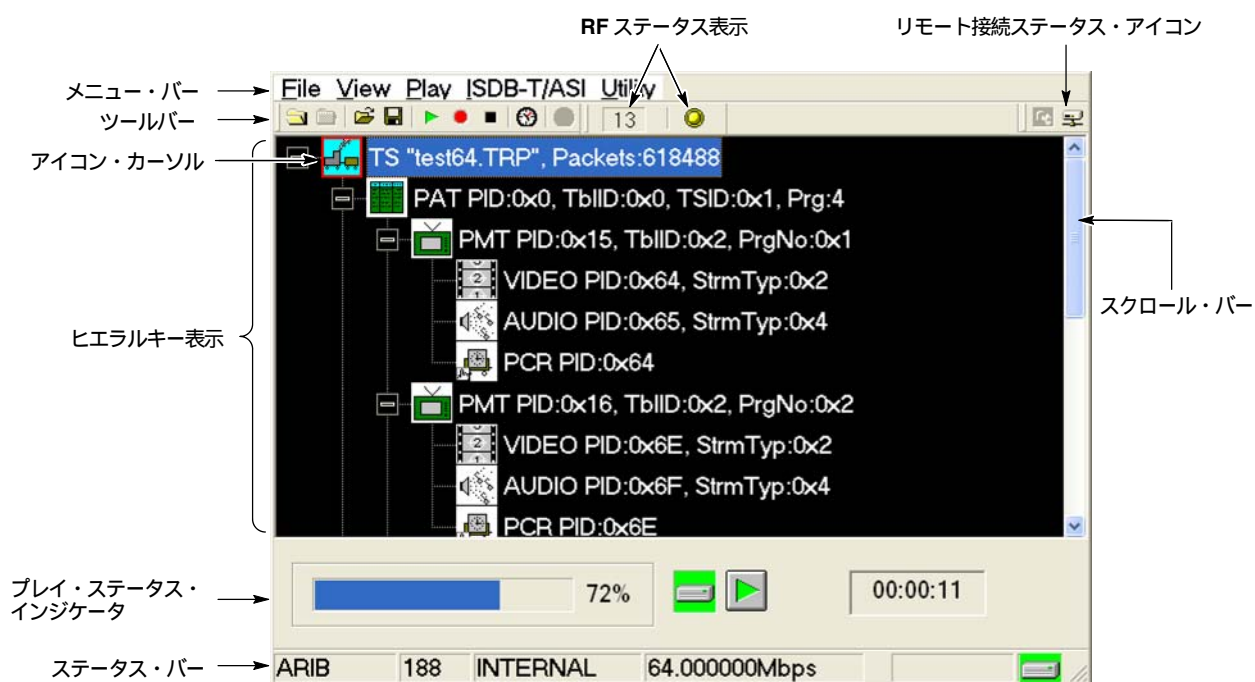 RF ステータス表示
リモート接続ステータス・アイコン
メニュー・バー
File View Play ISDB-T/ASI Utility
ツールバー
13
アイコン・カーソル
TS "test64.TRP", Packets:618488
PAT PID:0x0, TblID:0x0, TSID:0x1, Prg:4
PMT PID:0x15, TblID:0x2, PrgNo:0x1
VIDEO PID:0x64, StrmTyp:0x2
スクロール・バー
AUDIO PID:0x65, StrmTyp:0x4
ヒエラルキー表示
PCR PID:0x64
PMT PID:0x16, TblID:0x2, PrgNo:0x2
VIDEO PID:0x6E, StrmTyp:0x2
AUDIO PID:0x6F, StrmTyp:0x4
PCR PID:0x6E
プレイ・ステータス・
インジケータ
72%
00:00:11
ステータス・バー
ARIB 188 INTERNAL 64.000000Mbps